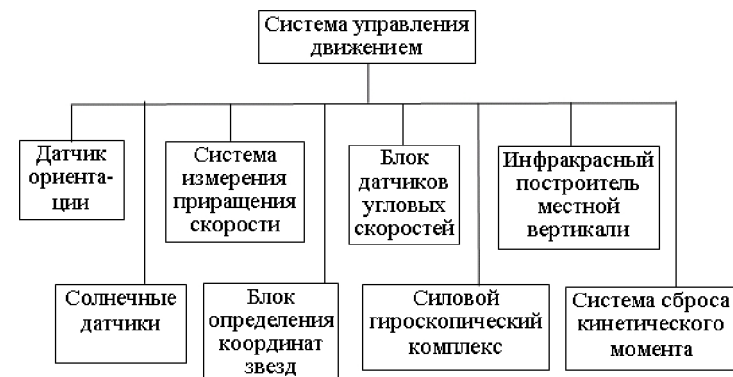 Система управления
движением
Датчик
ориента-
ции
Система
измерения
приращения
скорости
Блок
датчиков
угловых
скоростей
Инфракрасный
построитель
местной
вертикали
Солнечные
датчики
Блок
определения
координат
звезд
Силовой
гироскопический
комплекс
Система сброса
кинетического
момента